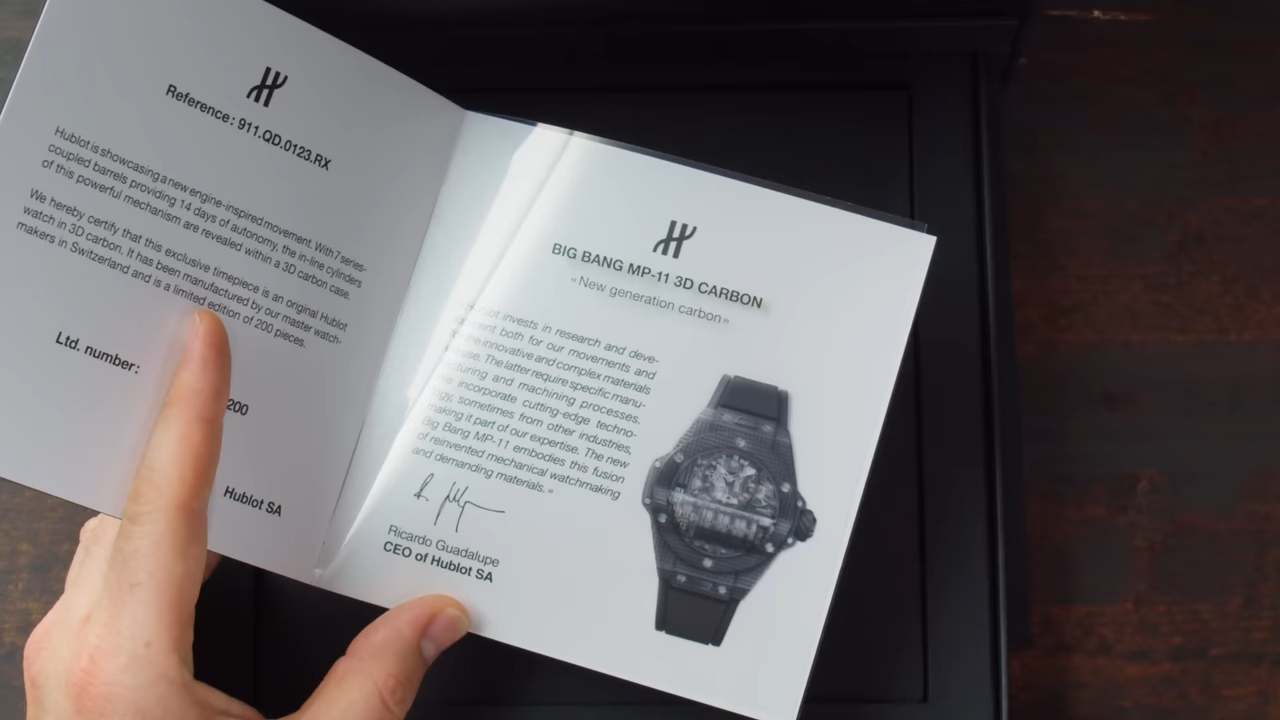 Reference: 911.QD.0123.RX
Hublot is showcasing a new engine-inspired movement. With 7 series-
coupled barrels providing 14 days of autonomy, the in-line cylinders
of this powerful mechanism are revealed within a 3D carbon case.
We hereby certify that this exclusive timepiece is an original Hublot
watch in 3D carbon. It has been manufactured by our master watch-
makers in Switzerland and is a limited edition of 200 pieces.
Ltd. number:
200
Hublot SA
BIG BANG MP-11 3D CARBON
«New generation carbon»
invests in research and deve-
both for our movements and
innovative and complex materials
use. The latter require specific manu-
cturing and machining processes.
incorporate cutting-edge techno-
gy, sometimes from other industries,
making it part of our expertise. The new
Big Bang MP-11 embodies this fusion
of reinvented mechanical watchmaking
and demanding materials.»
Ricardo Guadalupe
CEO of Hublot SA